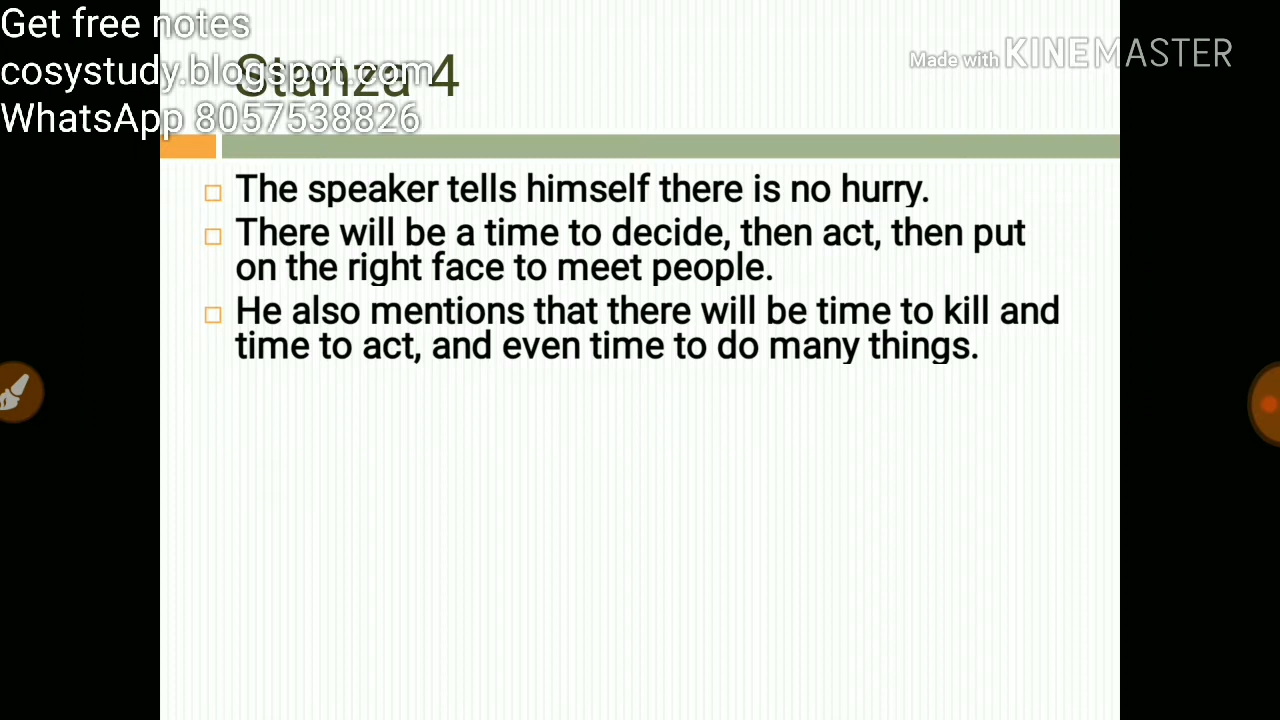 Get free notes
cosystudy.blogspot.com
WhatsApp 8057538826
Made with KINEMASTER
Stanza 4
The speaker tells himself there is no hurry.
There will be a time to decide, then act, then put
on the right face to meet people.
He also mentions that there will be time to kill and
time to act, and even time to do many things.